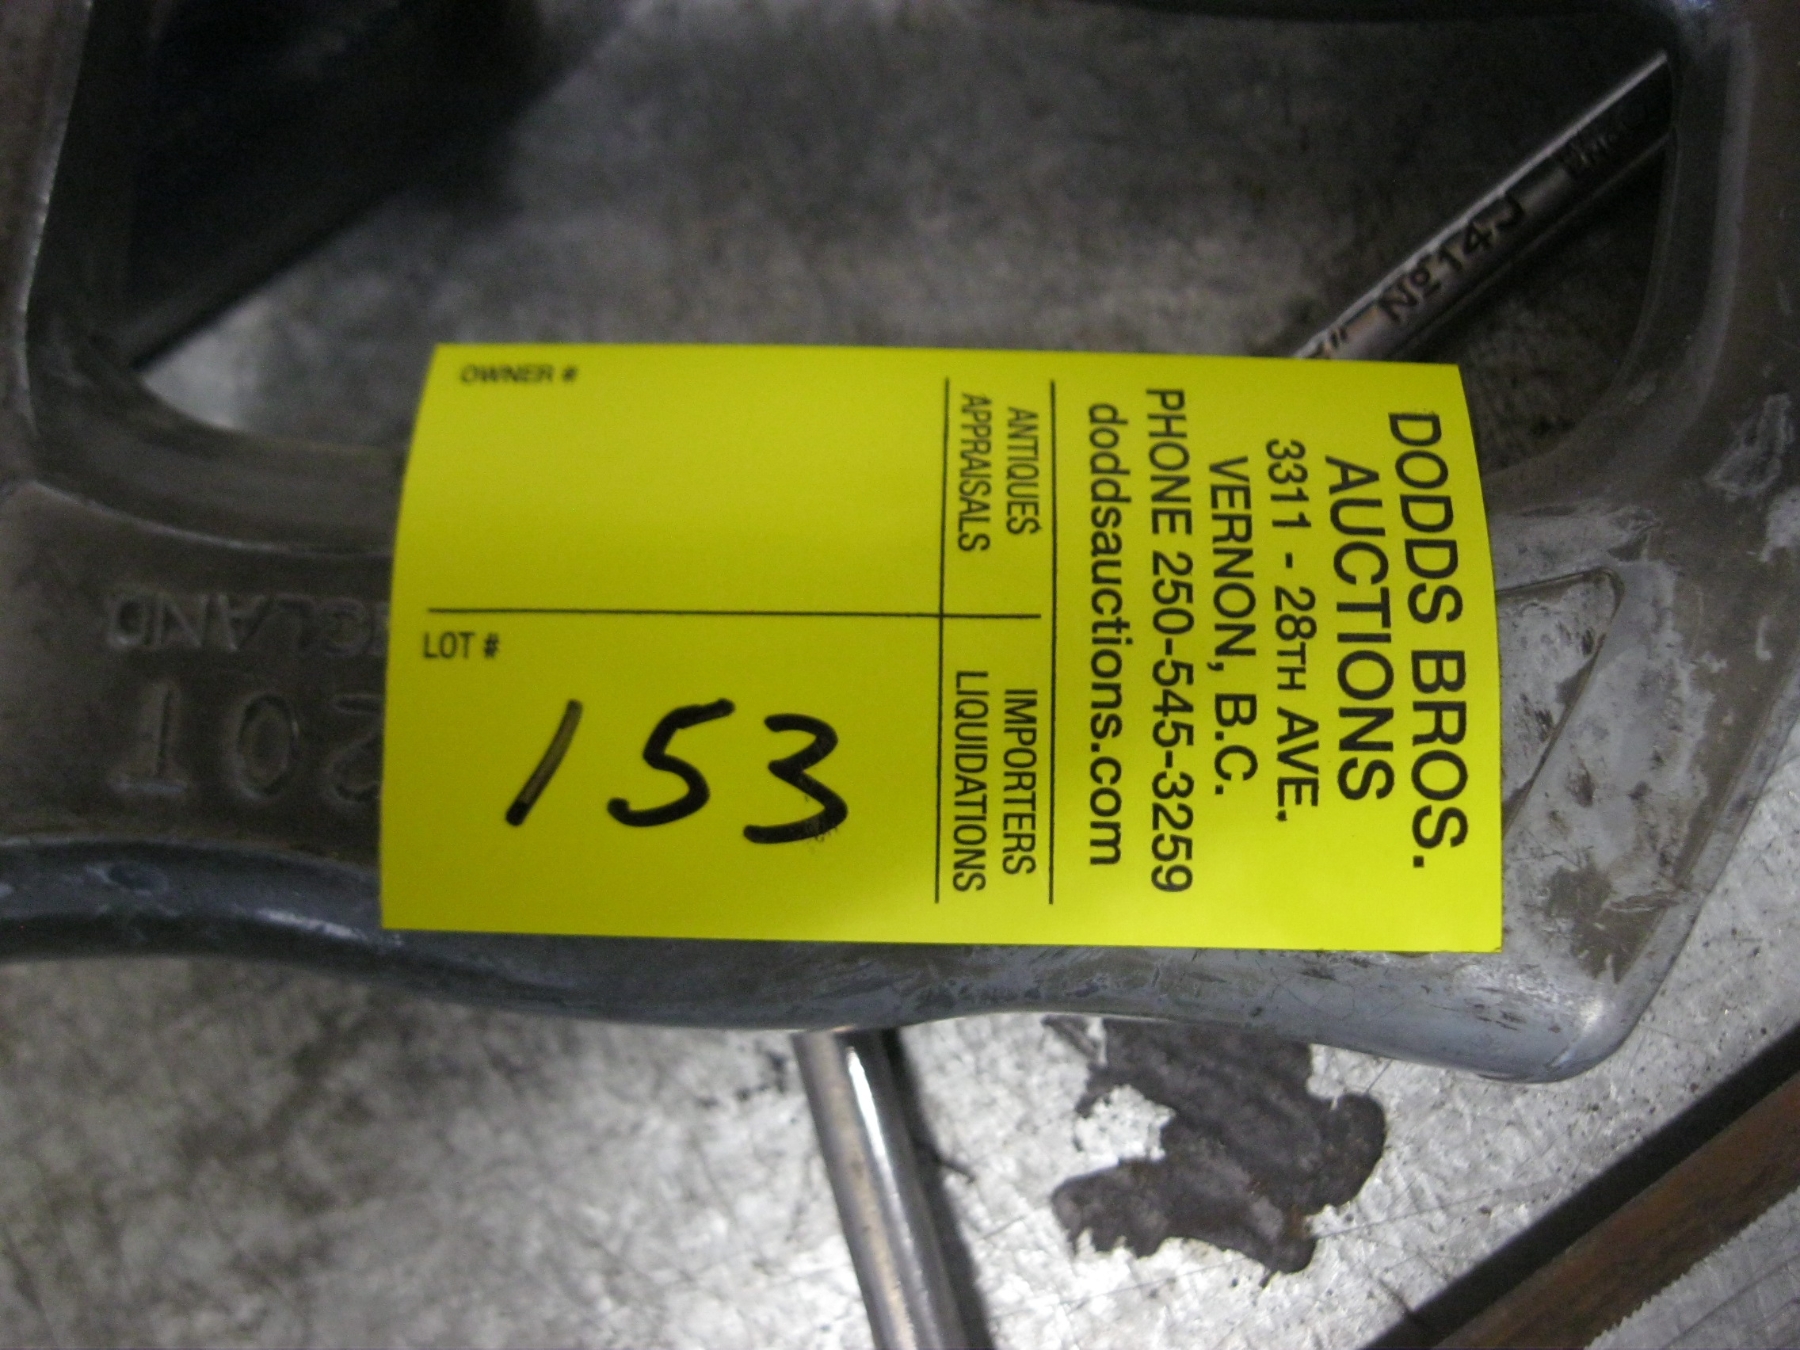 DODDS BROS.
AUCTIONS
3311 - 28TH AVE.
VERNON, B.C.
PHONE 250-545-3259
doddsauctions.com
ANTIQUES
APPRAISALS
IMPORTERS
LIQUIDATIONS
OWNER #
LOT #
153
Nº14J